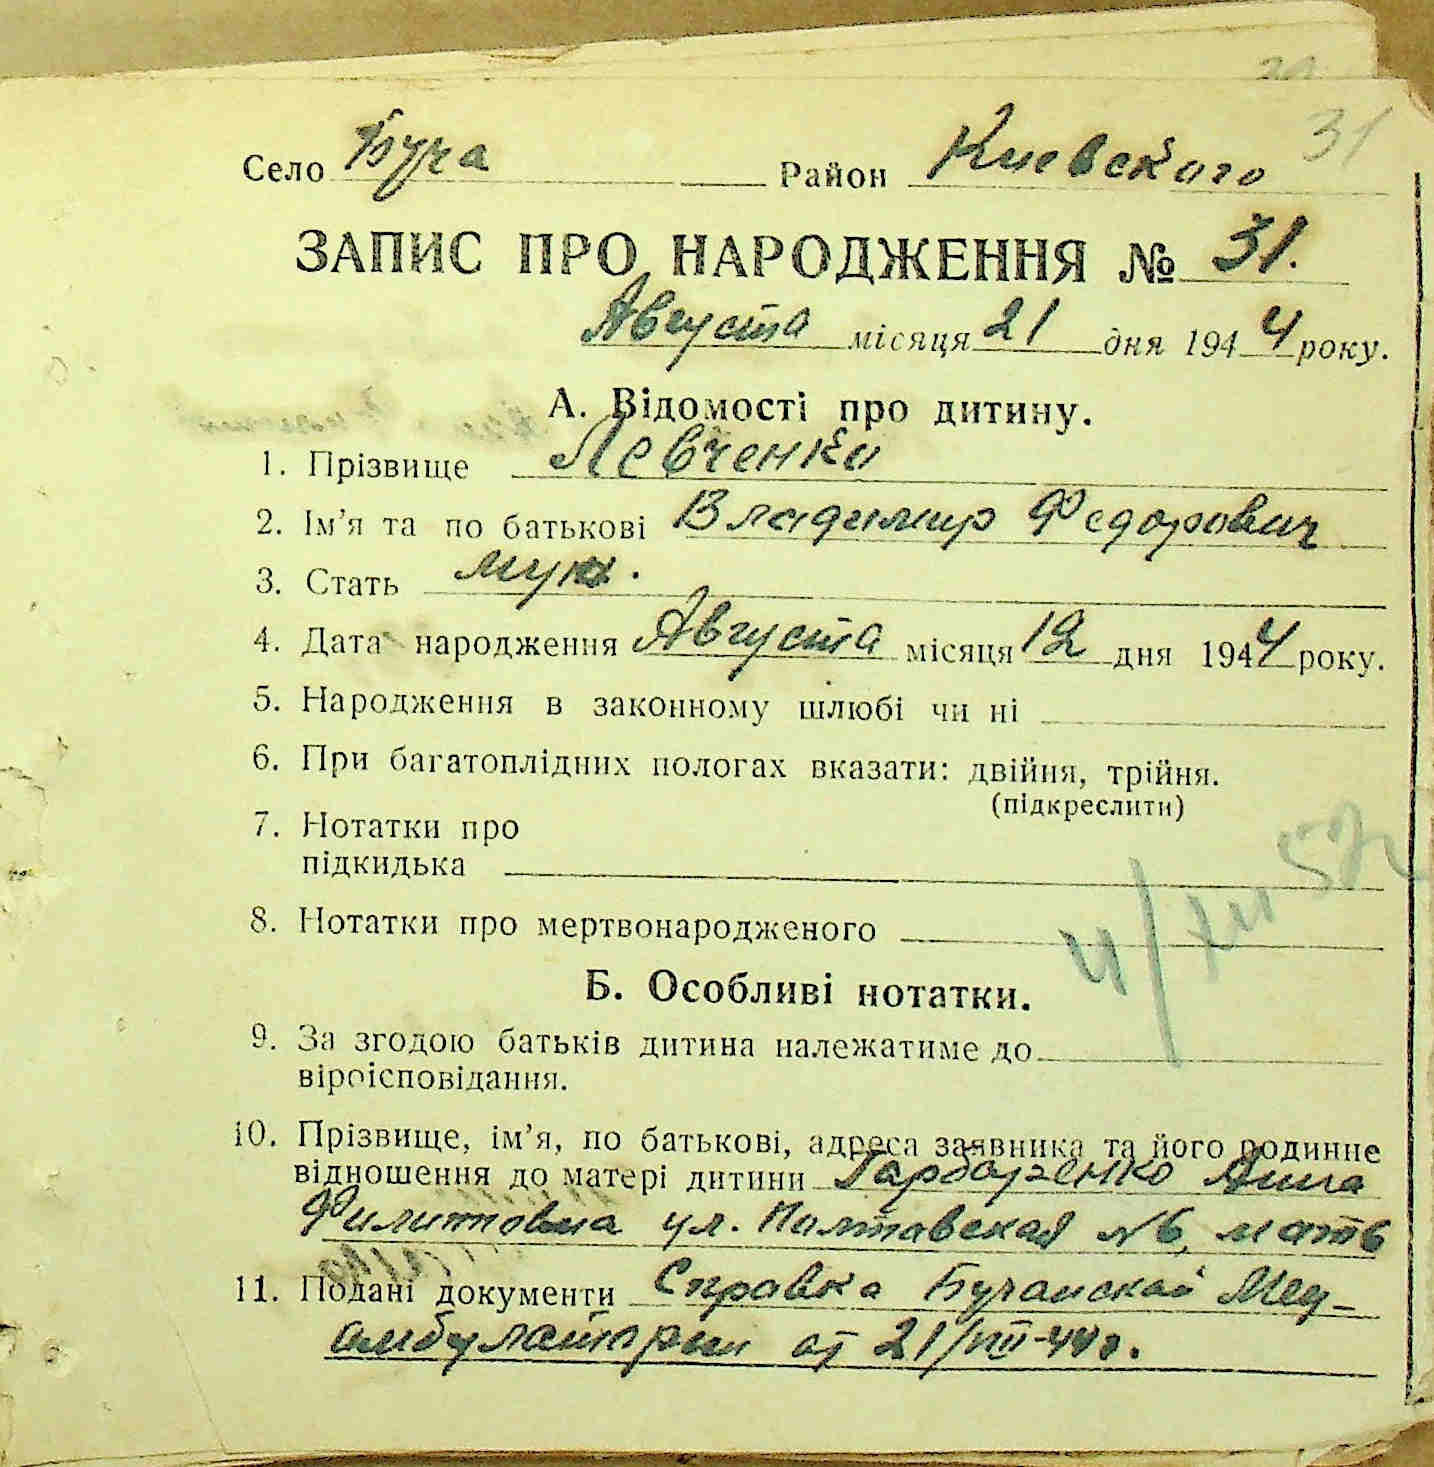 31
Село Буча Район Киевского
ЗАПИС ПРО НАРОДЖЕННЯ № 31.
Августа місяця 21 дня 1944 року.
А. Відомості про дитину.
1. Прізвище Левченко
2. Ім'я та по батькові Владимир Федорович
3. Стать муж.
4. Дата народження Августа місяця 12 дня 1944 року.
5. Народження в законному шлюбі чи ні
6. При багатоплідних пологах вказати: двійня, трійня.
(підкреслити)
7. Нотатки про
підкидька
8. Нотатки про мертвонародженого
Б. Особливі нотатки.
9. За згодою батьків дитина належатиме до
віроісповідання.
10. Прізвище, ім'я, по батькові, адреса заявника та його родинне
відношення до матері дитини Анна
Филиповна ул. Полтавская №6, мать
11. Подані документи Справка Бучанской Мед-
амбулатории от 21/VIII-44г.